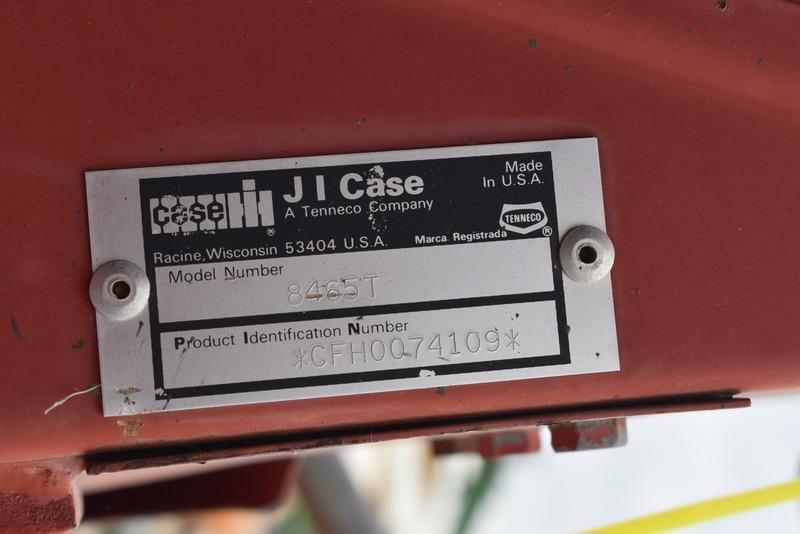 case IH ®
J I Case
A Tenneco Company
Made
In U.S.A.
TENNECO
®
Racine, Wisconsin 53404 U.S.A.
Marca Registrada
Model Number
8465T
Product Identification Number
*CFH0074109*